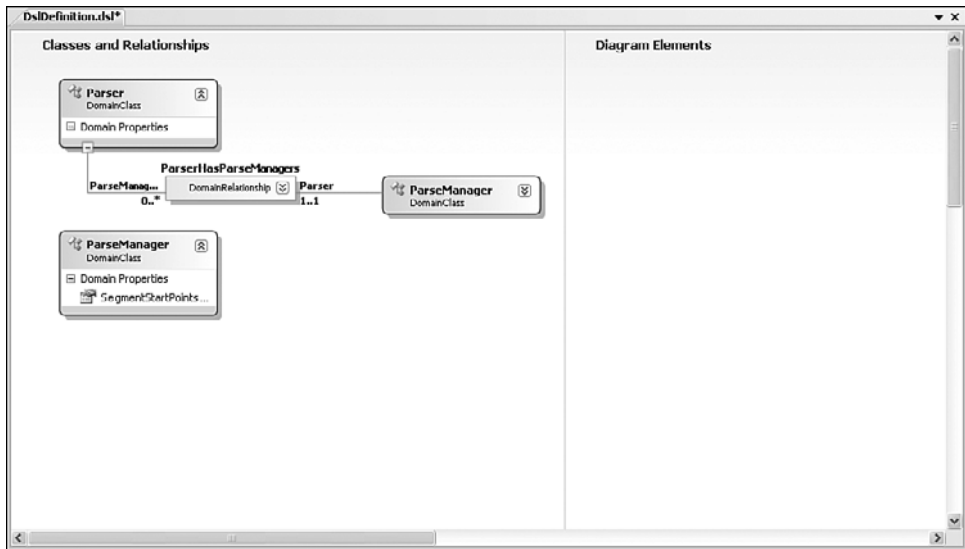 DslDefinition.dsl*
Classes and Relationships
Diagram Elements
Parser
DomainClass
Domain Properties
ParserHasParseManagers
ParseManag...
DomainRelationship
Parser
0..*
1..1
ParseManager
DomainClass
ParseManager
DomainClass
Domain Properties
SegmentStartPoints...